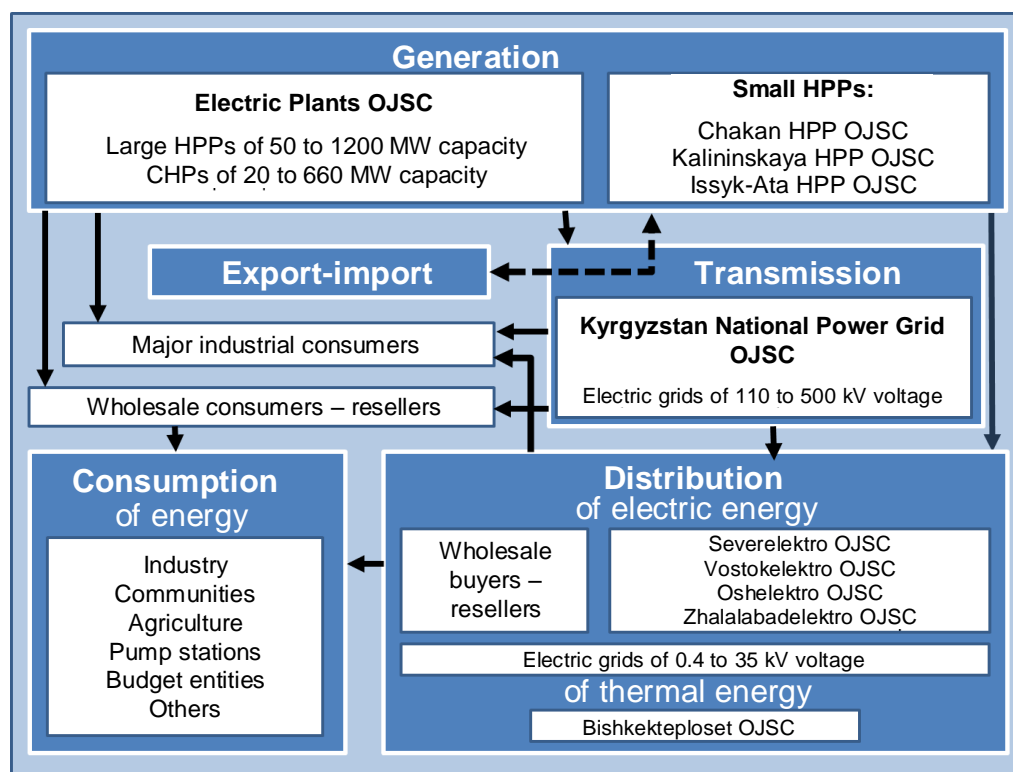 Generation
Electric Plants OJSC
Large HPPs of 50 to 1200 MW capacity
CHPs of 20 to 660 MW capacity
Small HPPs:
Chakan HPP OJSC
Kalininskaya HPP OJSC
Issyk-Ata HPP OJSC
Export-import
Transmission
Kyrgyzstan National Power Grid
OJSC
Electric grids of 110 to 500 kV voltage
Major industrial consumers
Wholesale consumers – resellers
Consumption
of energy
Industry
Communities
Agriculture
Pump stations
Budget entities
Others
Distribution
of electric energy
Wholesale
buyers –
resellers
Severelektro OJSC
Vostokelektro OJSC
Oshelektro OJSC
Zhalalabadelektro OJSC
Electric grids of 0.4 to 35 kV voltage
of thermal energy
Bishkekteploset OJSC